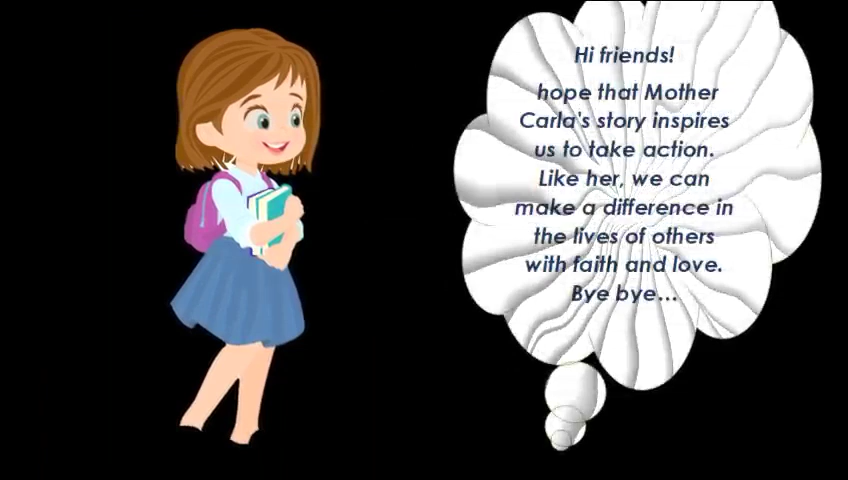 Hi friends!
hope that Mother
Carla's story inspires
us to take action.
Like her, we can
make a difference in
the lives of others
with faith and love.
Bye bye...